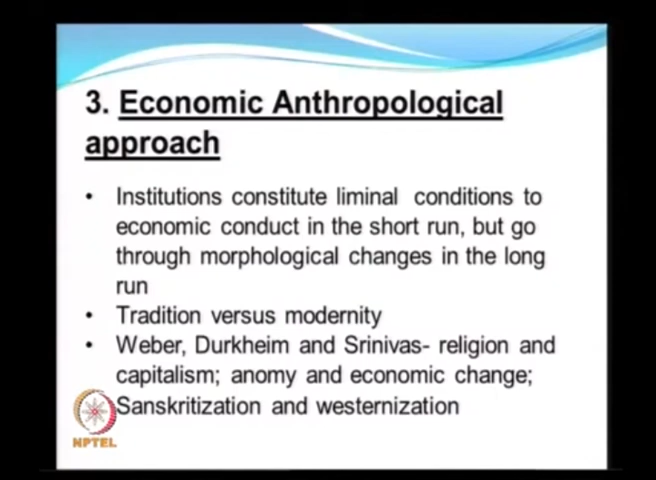 3. Economic Anthropological
approach
• Institutions constitute liminal conditions to
economic conduct in the short run, but go
through morphological changes in the long
run
• Tradition versus modernity
• Weber, Durkheim and Srinivas- religion and
capitalism; anomy and economic change;
Sanskritization and westernization
NPTEL